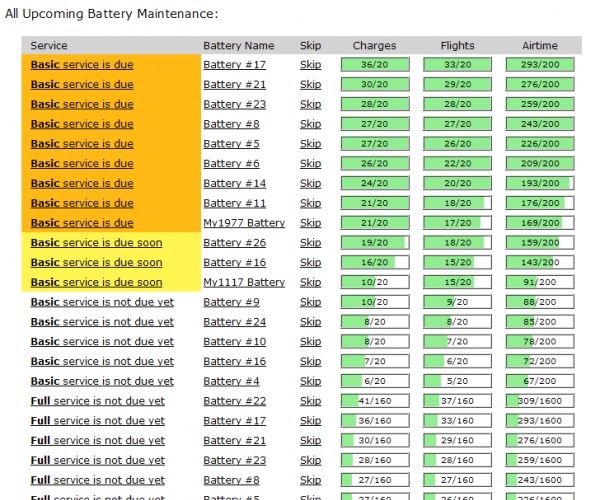 All Upcoming Battery Maintenance:
Service Battery Name Skip Charges Flights Airtime
Basic service is due Battery #17 Skip 36/20 33/20 293/200
Basic service is due Battery #21 Skip 30/20 29/20 276/200
Basic service is due Battery #23 Skip 28/20 28/20 259/200
Basic service is due Battery #8 Skip 27/20 27/20 243/200
Basic service is due Battery #5 Skip 27/20 26/20 226/200
Basic service is due Battery #6 Skip 26/20 22/20 209/200
Basic service is due Battery #14 Skip 24/20 20/20 193/200
Basic service is due Battery #11 Skip 21/20 18/20 176/200
Basic service is due My1977 Battery Skip 21/20 17/20 169/200
Basic service is due soon Battery #26 Skip 19/20 18/20 159/200
Basic service is due soon Battery #16 Skip 16/20 15/20 143/200
Basic service is due soon My1117 Battery Skip 10/20 15/20 91/200
Basic service is not due yet Battery #9 Skip 10/20 9/20 88/200
Basic service is not due yet Battery #24 Skip 8/20 8/20 85/200
Basic service is not due yet Battery #10 Skip 8/20 7/20 78/200
Basic service is not due yet Battery #16 Skip 7/20 6/20 72/200
Basic service is not due yet Battery #4 Skip 6/20 5/20 67/200
Full service is not due yet Battery #22 Skip 41/160 37/160 309/1600
Full service is not due yet Battery #17 Skip 36/160 33/160 293/1600
Full service is not due yet Battery #21 Skip 30/160 29/160 276/1600
Full service is not due yet Battery #23 Skip 28/160 28/160 259/1600
Full service is not due yet Battery #8 Skip 27/160 27/160 243/1600
Full service is not due yet Battery #5 Skip 27/160 26/160 226/1600